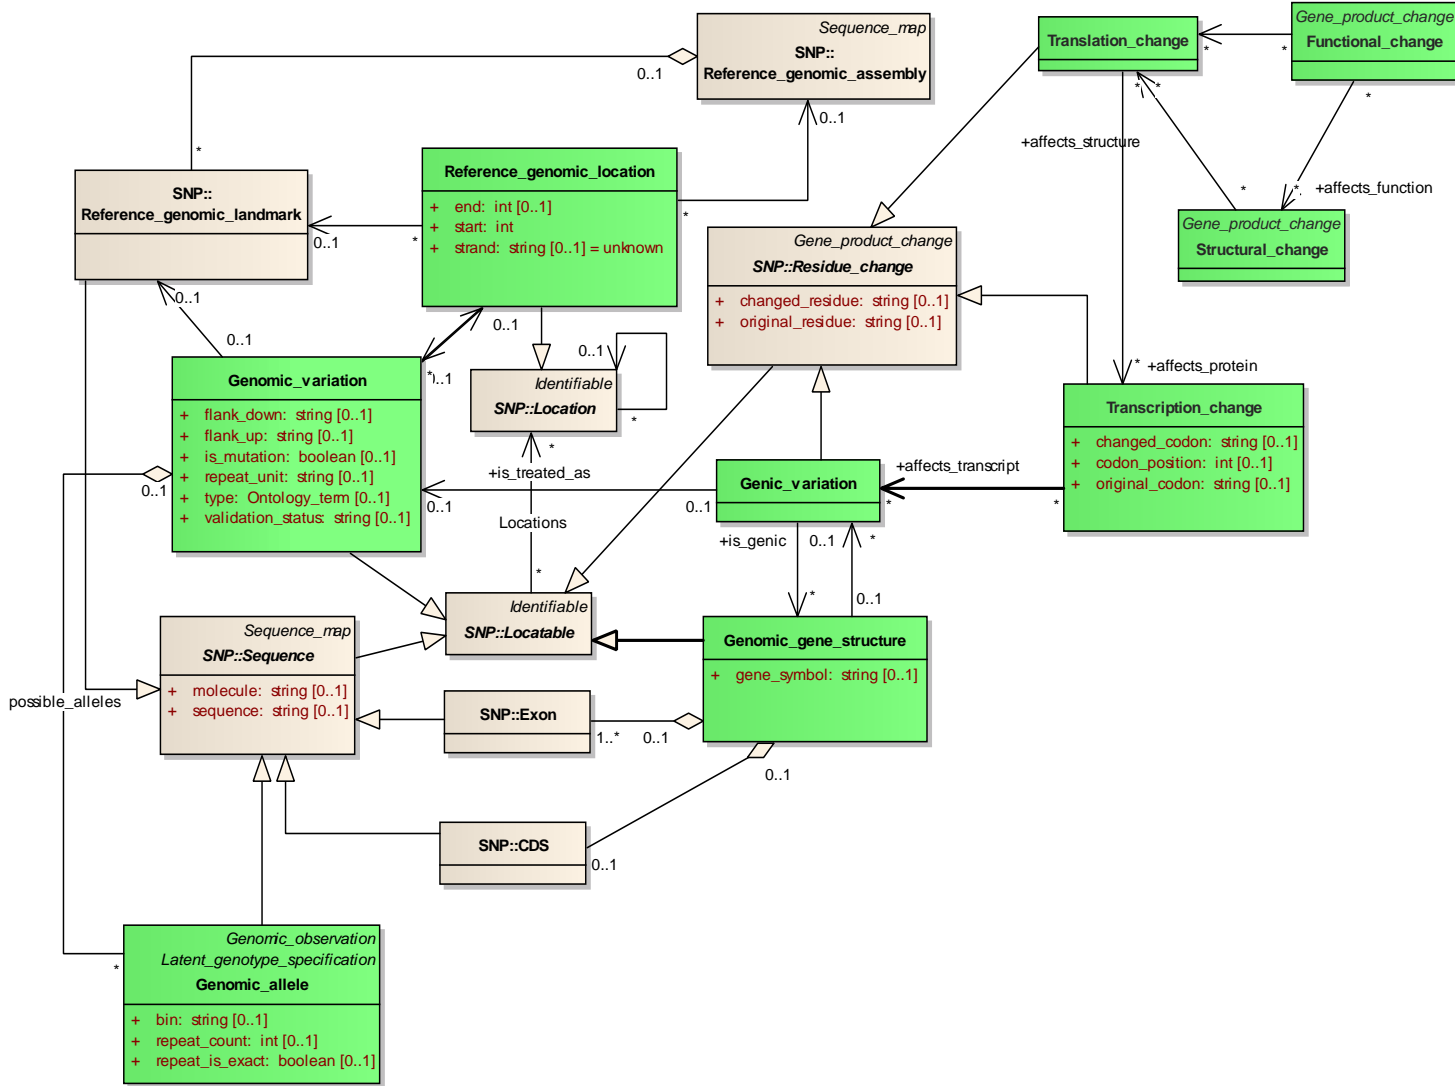 Sequence_map
SNP::
Reference_genomic_assembly
0..1
*
0..1
Translation_change
*
*
Gene_product_change
Functional_change
*
* *
+affects_structure
*
+affects_function
*
Gene_product_change
Structural_change
SNP::
Reference_genomic_landmark
0..1
*
0..1
0..1
Reference_genomic_location
+ end: int [0..1]
+ start: int
+ strand: string [0..1] = unknown
*
0..1
*
0..1
Gene_product_change
SNP::Residue_change
+ changed_residue: string [0..1]
+ original_residue: string [0..1]
Identifiable
SNP::Location
0..1
*
*
+is_treated_as
Locations
*
Genomic_variation
+ flank_down: string [0..1]
+ flank_up: string [0..1]
+ is_mutation: boolean [0..1]
+ repeat_unit: string [0..1]
+ type: Ontology_term [0..1]
+ validation_status: string [0..1]
0..1
0..1
* +affects_protein
Transcription_change
+ changed_codon: string [0..1]
+ codon_position: int [0..1]
+ original_codon: string [0..1]
+affects_transcript
*
*
Genic_variation
0..1
+is_genic
0..1
*
*
0..1
Identifiable
SNP::Locatable
Genomic_gene_structure
+ gene_symbol: string [0..1]
Sequence_map
SNP::Sequence
+ molecule: string [0..1]
+ sequence: string [0..1]
possible_alleles
SNP::Exon
1..*
0..1
0..1
SNP::CDS
0..1
Genomic_observation
Latent_genotype_specification
Genomic_allele
*
+ bin: string [0..1]
+ repeat_count: int [0..1]
+ repeat_is_exact: boolean [0..1]